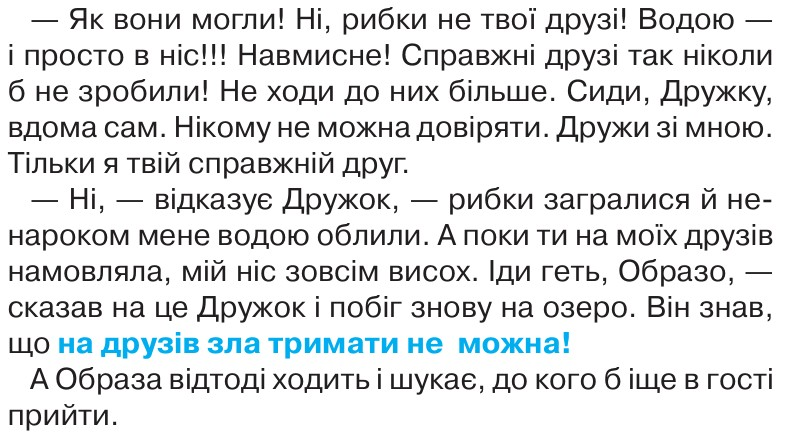 — Як вони могли! Ні, рибки не твої друзі! Водою —
і просто в ніс!!! Навмисне! Справжні друзі так ніколи
б не зробили! Не ходи до них більше. Сиди, Дружку,
вдома сам. Нікому не можна довіряти. Дружи зі мною.
Тільки я твій справжній друг.
— Ні, — відказує Дружок, — рибки загралися й не-
нароком мене водою облили. А поки ти на моїх друзів
намовляла, мій ніс зовсім висох. Іди геть, Образо, —
сказав на це Дружок і побіг знову на озеро. Він знав,
що на друзів зла тримати не  можна!
А Образа відтоді ходить і шукає, до кого б іще в гості
прийти.